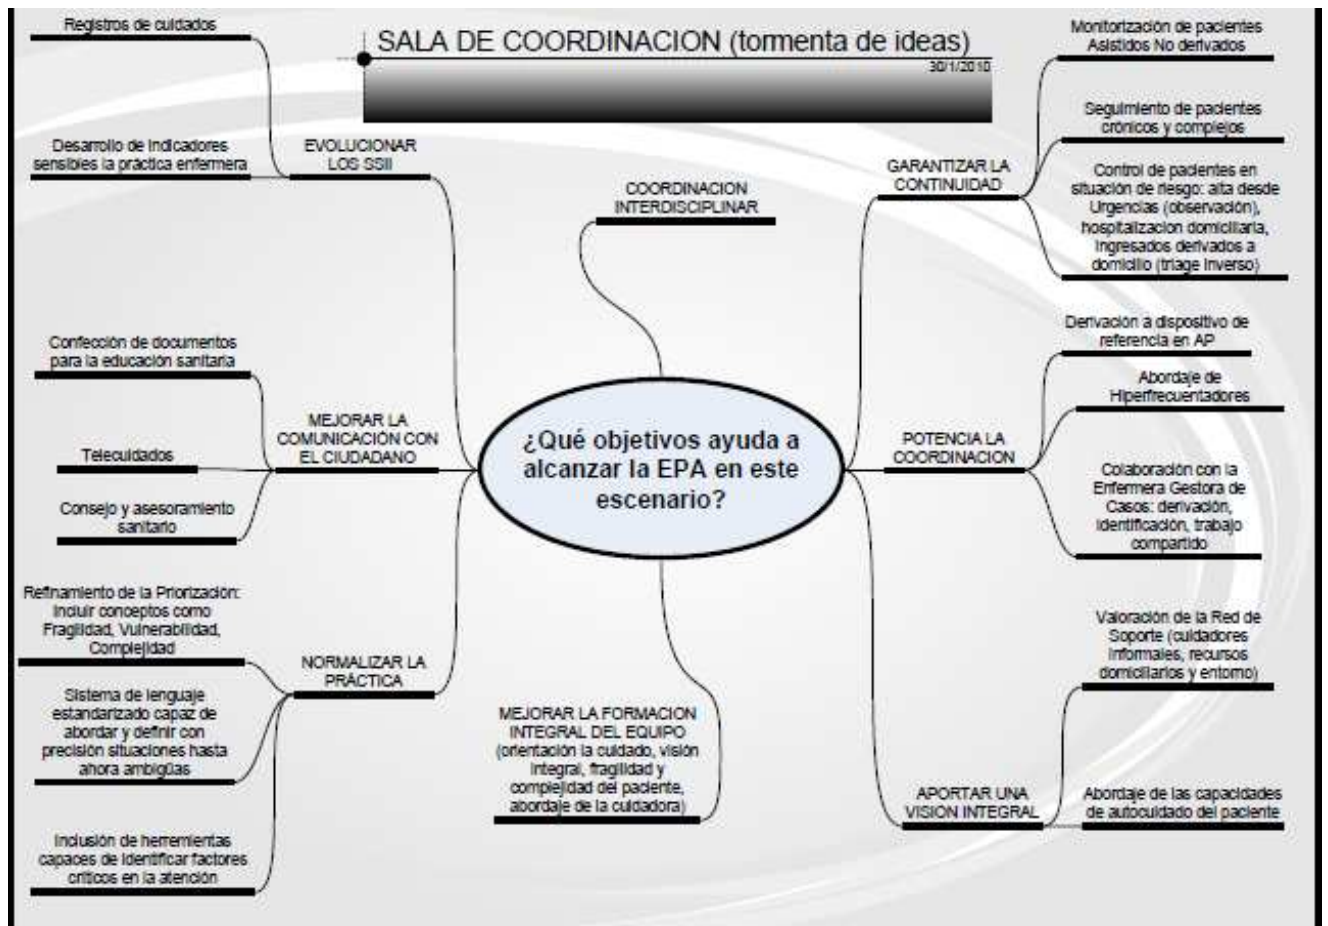 SALA DE COORDINACION (tormenta de ideas)
30/1/2010
Registros de cuidados
Desarrollo de Indicadores
sensibles la práctica enfermera
EVOLUCIONAR
LOS SSII
Confección de documentos
para la educación sanitaria
Telecuidados
Consejo y asesoramiento
sanitario
MEJORAR LA
COMUNICACIÓN CON
EL CIUDADANO
Refinamiento de la Priorización:
Incluir conceptos como
Fragilidad, Vulnerabilidad,
Complejidad
Sistema de lenguaje
estandarizado capaz de
abordar y definir con
precisión situaciones hasta
ahora ambigüas
Inclusión de herremientas
capaces de identificar factores
críticos en la atención
NORMALIZAR LA
PRÁCTICA
COORDINACION
INTERDISCIPLINAR
¿Qué objetivos ayuda a
alcanzar la EPA en este
escenario?
MEJORAR LA FORMACION
INTEGRAL DEL EQUIPO
(orientación la cuidado, visión
integral, fragilidad y
complejidad del paciente,
abordaje de la cuidadora)
GARANTIZAR LA
CONTINUIDAD
Monitorización de pacientes
Asistidos No derivados
Seguimiento de pacientes
crónicos y complejos
Control de pacientes en
situación de riesgo: alta desde
Urgencias (observación),
hospitalizacion domiciliaria,
Ingresados derivados a
domicilio (triage inverso)
POTENCIA LA
COORDINACION
Derivación a dispositivo de
referencia en AP
Abordaje de
Hiperfrecuentadores
Colaboración con la
Enfermera Gestora de
Casos: derivación,
identificación, trabajo
compartido
APORTAR UNA
VISION INTEGRAL
Valoración de la Red de
Soporte (cuidadores
informales, recursos
domiciliarios y entorno)
Abordaje de las capacidades
de autocuidado del paciente